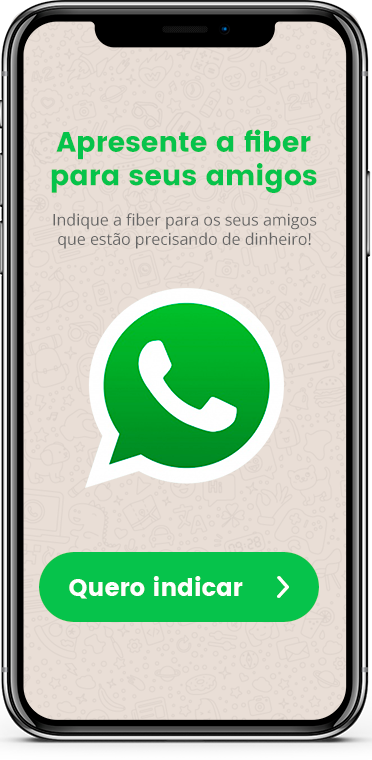 Apresente a fiber
para seus amigos
Indique a fiber para os seus amigos
que estão precisando de dinheiro!
Quero indicar